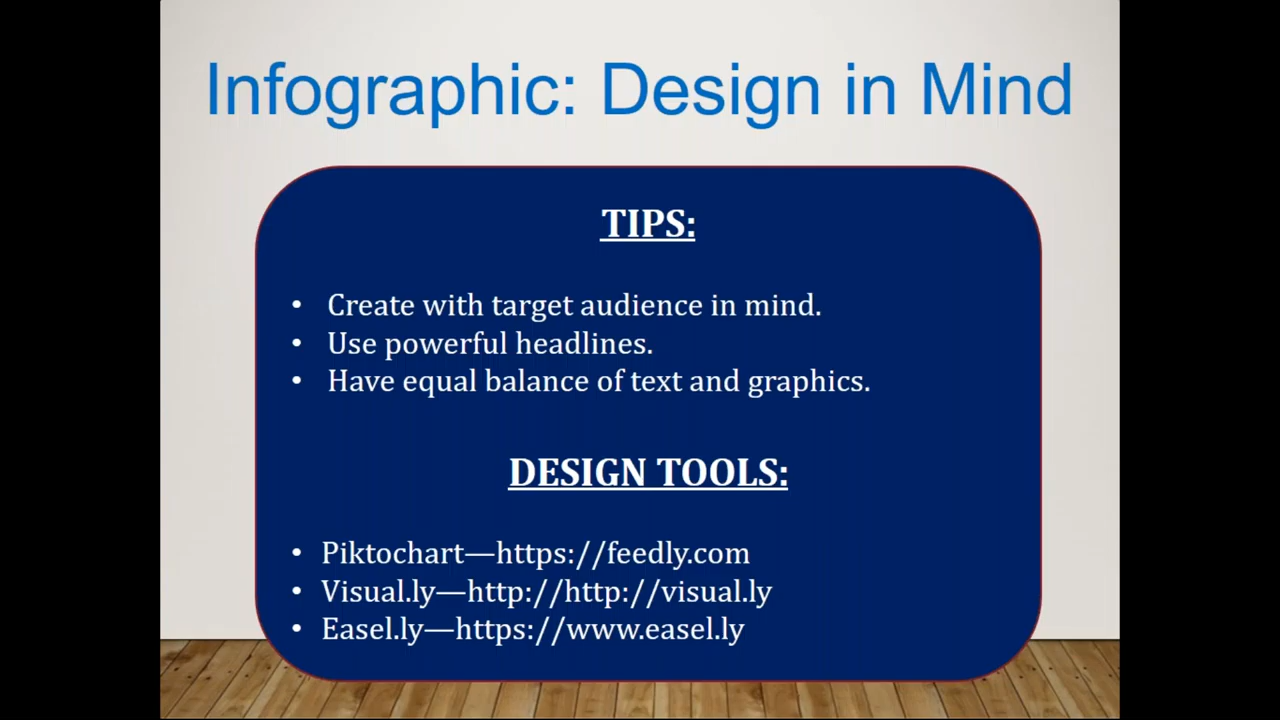 Infographic: Design in Mind
TIPS:
• Create with target audience in mind.
• Use powerful headlines.
• Have equal balance of text and graphics.
DESIGN TOOLS:
• Piktochart—https://feedly.com
• Visual.ly—http://http://visual.ly
• Easel.ly—https://www.easel.ly